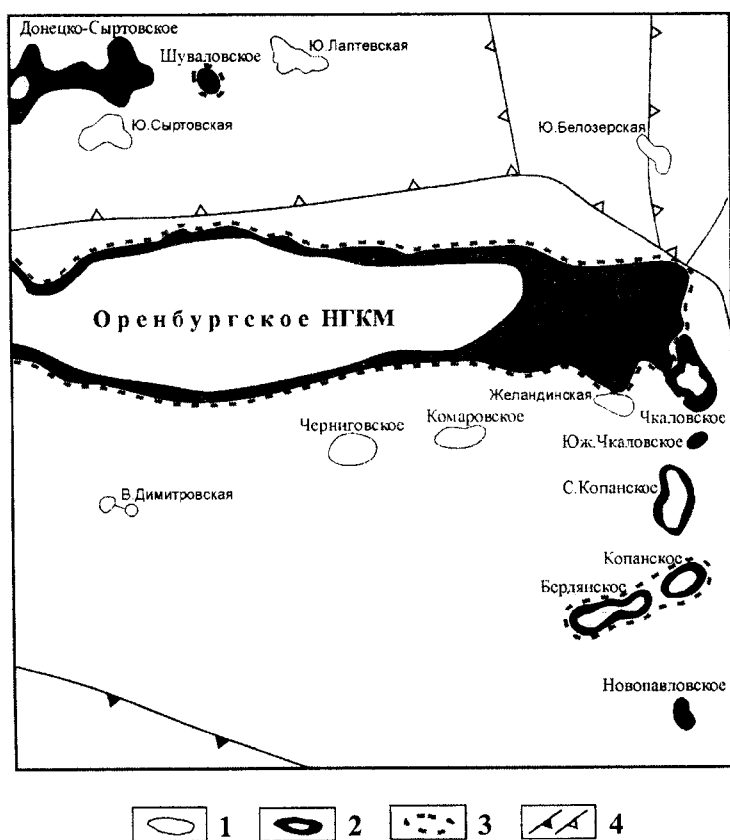 Донецко-Сыртовское
Шуваловское
Ю.Лаптевская
Ю.Сыртовская
Ю.Белозерская
Оренбургское НГКМ
Желандинская
Чкаловское
Черниговское
Комаровское
Юж.Чкаловское
С.Копанское
В.Димитровская
Копанское
Бердянское
Новопавловское
1 2 3 4